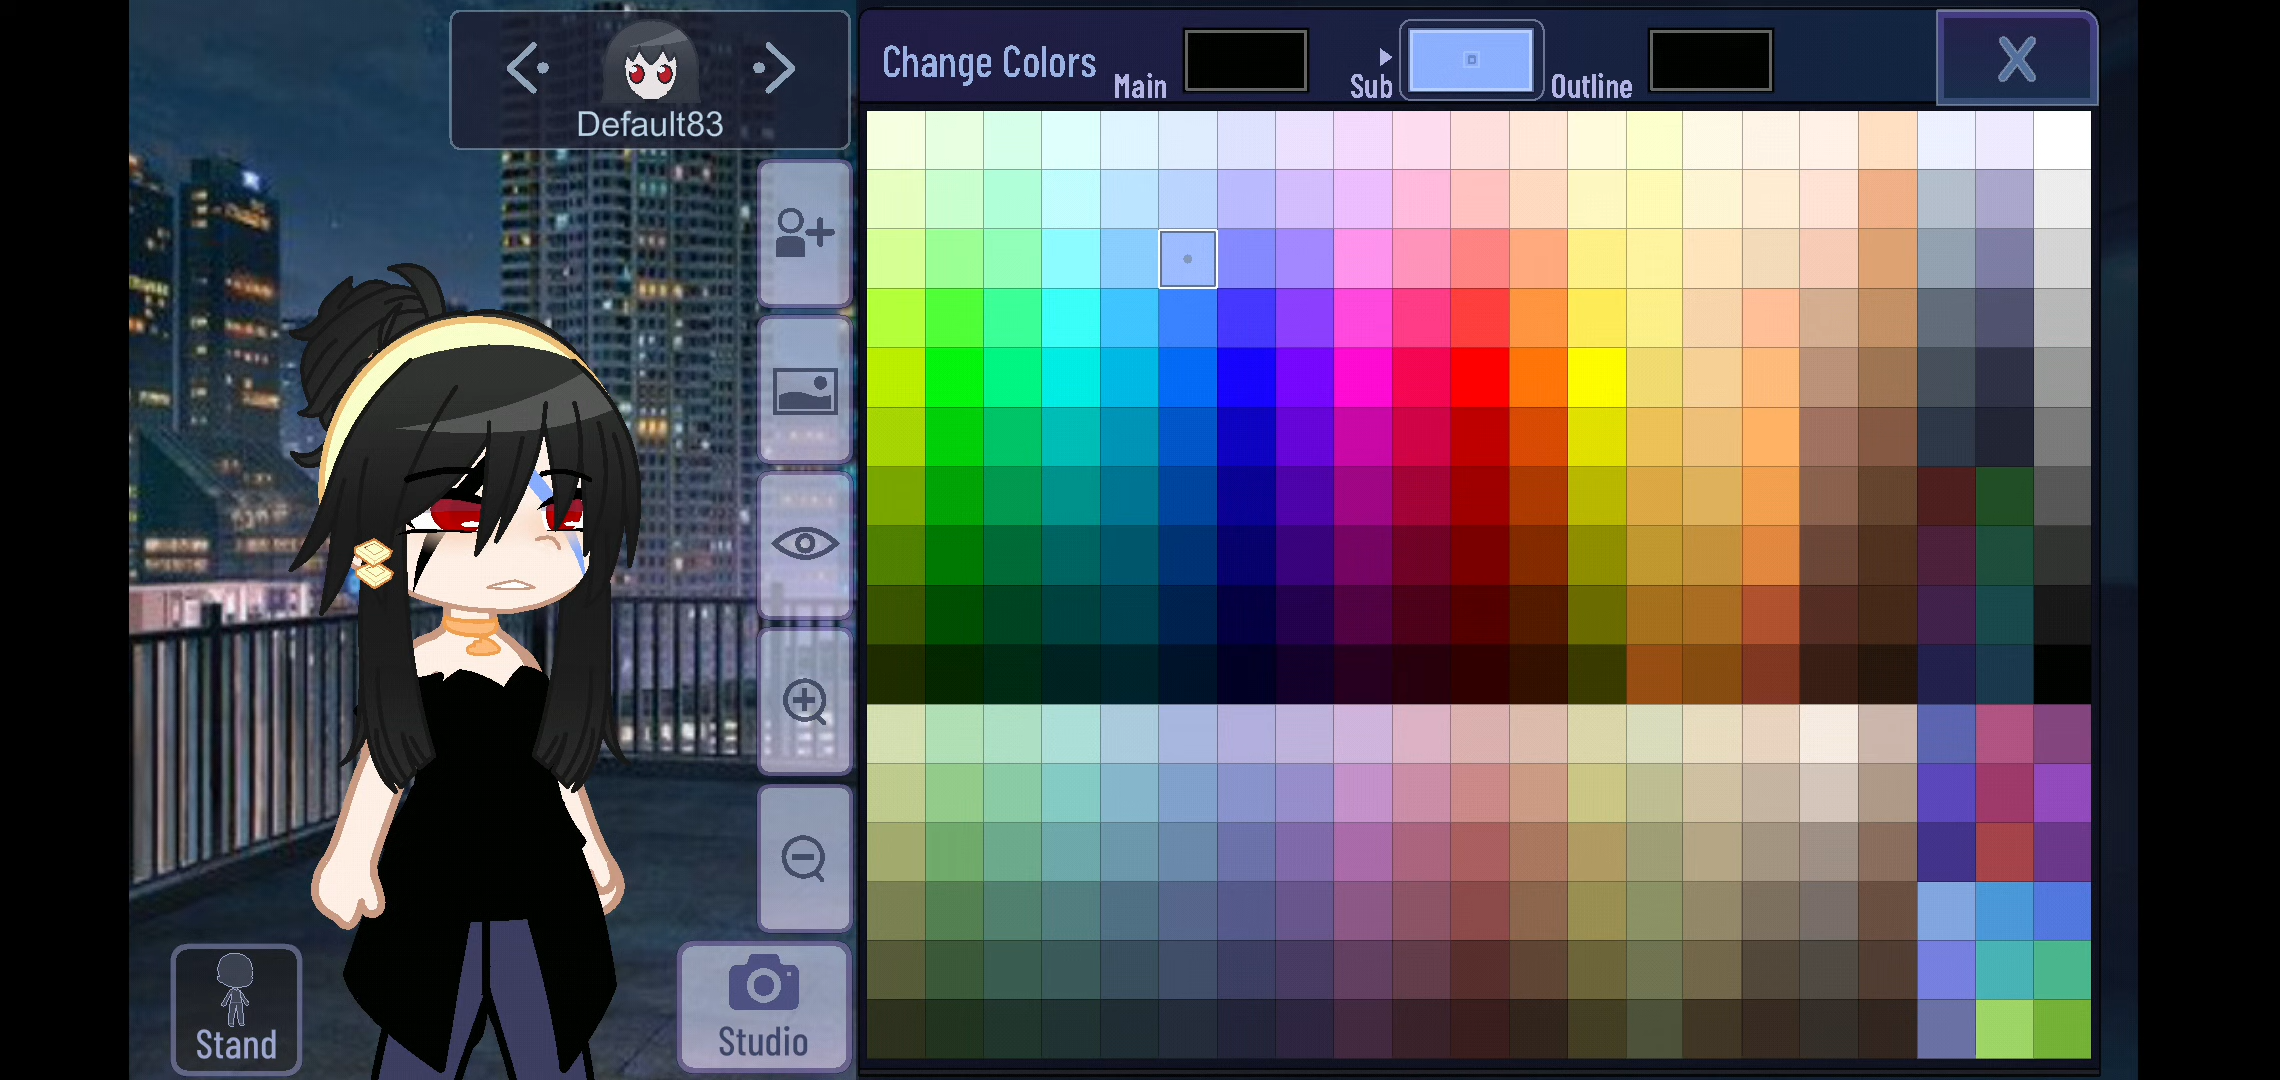 Default83
Change Colors
Main
Sub
Outline
X
Stand
Studio